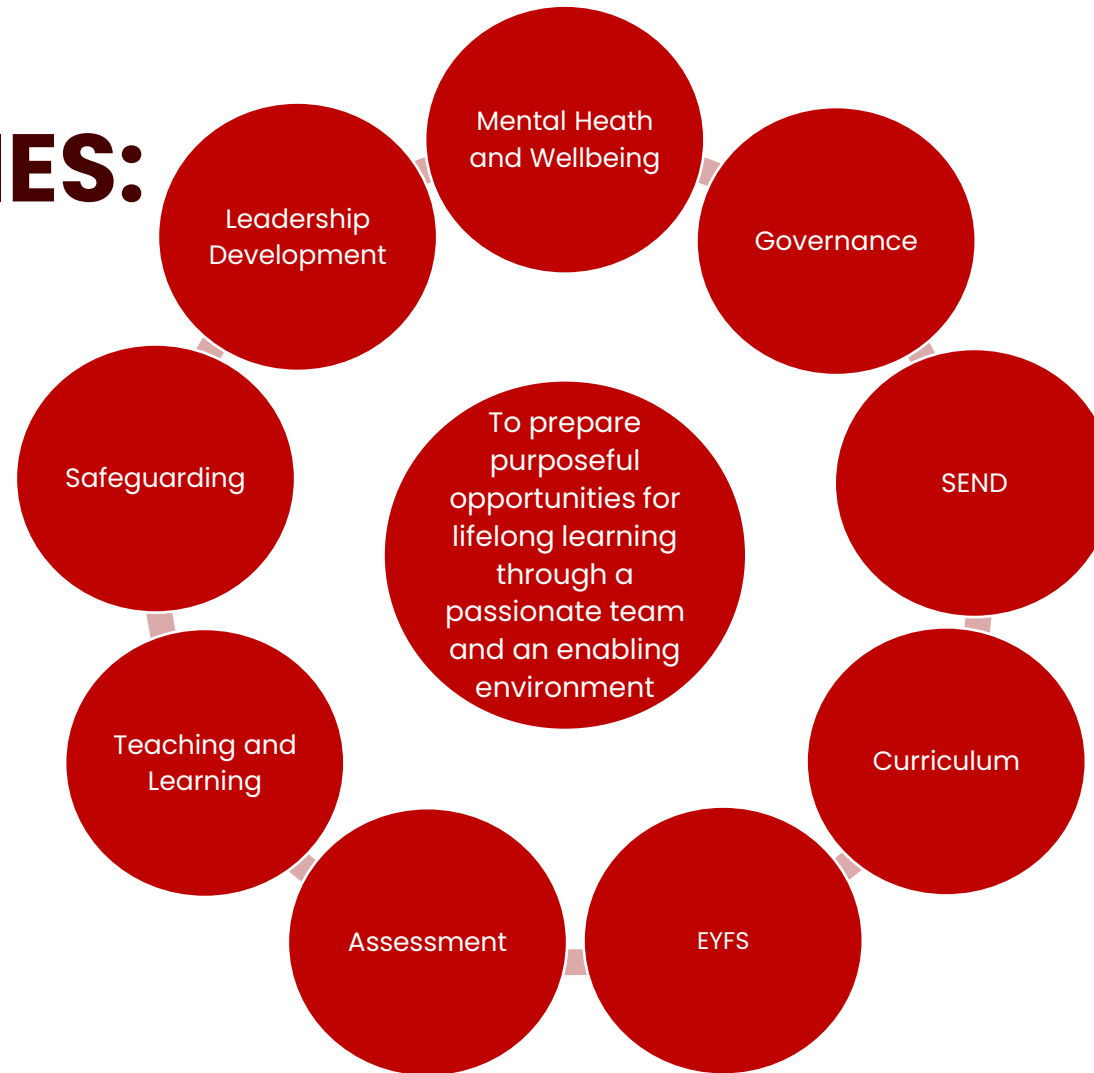 IES:
Mental Heath
and Wellbeing
Governance
SEND
Curriculum
EYFS
Assessment
Teaching and
Learning
Safeguarding
Leadership
Development
To prepare
purposeful
opportunities for
lifelong learning
through a
passionate team
and an enabling
environment